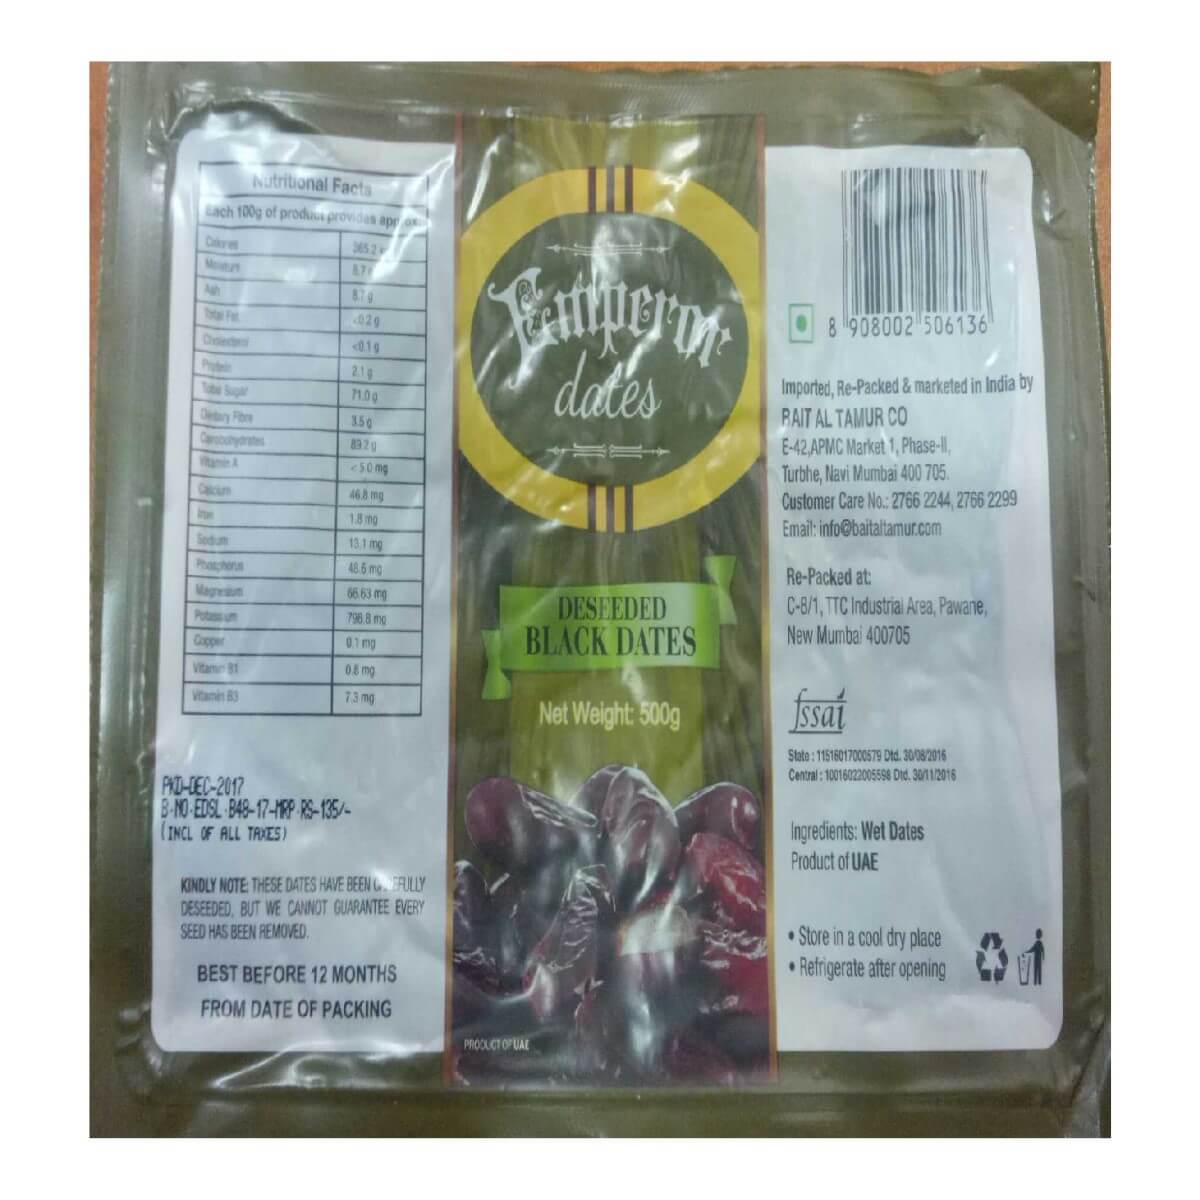 Nutritional Facts
Each 100g of product provides approx.
Calories 365.2
Moisture 8.7
Ash 8.7 g
Total Fat <0.2 g
Cholesterol <0.1 g
Protein 2.1 g
Total Sugar 71.0 g
Dietary Fibre 3.5 g
Carobohydrates 89.2 g
Vitamin A <5.0 mg
Calcium 46.8 mg
Iron 1.8 mg
Sodium 13.1 mg
Phosphorus 48.6 mg
Magnesium 66.63 mg
Potassium 798.8 mg
Copper 0.1 mg
Vitamin B1 0.8 mg
Vitamin B3 7.3 mg
PKD-DEC-2017
B.NO.EDSL.B48-17-MRP.RS-135/-
(INCL OF ALL TAXES)
KINDLY NOTE: THESE DATES HAVE BEEN CAREFULLY
DESEEDED, BUT WE CANNOT GUARANTEE EVERY
SEED HAS BEEN REMOVED.
BEST BEFORE 12 MONTHS
FROM DATE OF PACKING
Emperor
dates
DESEEDED
BLACK DATES
Net Weight: 500g
PRODUCT OF UAE
8 908002 506136
Imported, Re-Packed & marketed in India by
BAIT AL TAMUR CO
E-42,APMC Market 1, Phase-II,
Turbhe, Navi Mumbai 400 705.
Customer Care No.: 2766 2244, 2766 2299
Email: info@baitaltamur.com
Re-Packed at:
C-8/1, TTC Industrial Area, Pawane,
New Mumbai 400705
fssai
State : 11516017000579 Dtd. 30/08/2016
Central : 10016022005598 Dtd. 30/11/2016
Ingredients: Wet Dates
Product of UAE
• Store in a cool dry place
• Refrigerate after opening